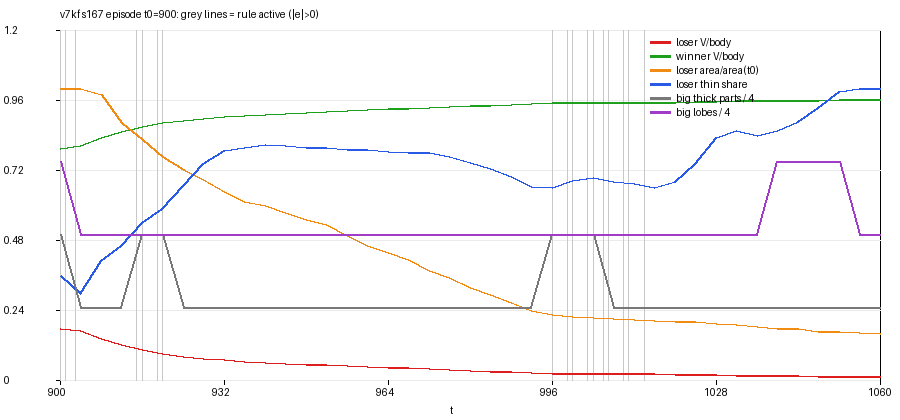 v7kf s167 episode t0=900: grey lines = rule active (|e|>0)
1.2
0.96
0.72
0.48
0.24
0
loser V/body
winner V/body
loser area/area(t0)
loser thin share
big thick parts / 4
big lobes / 4
900
932
964
996
1028
1060
t